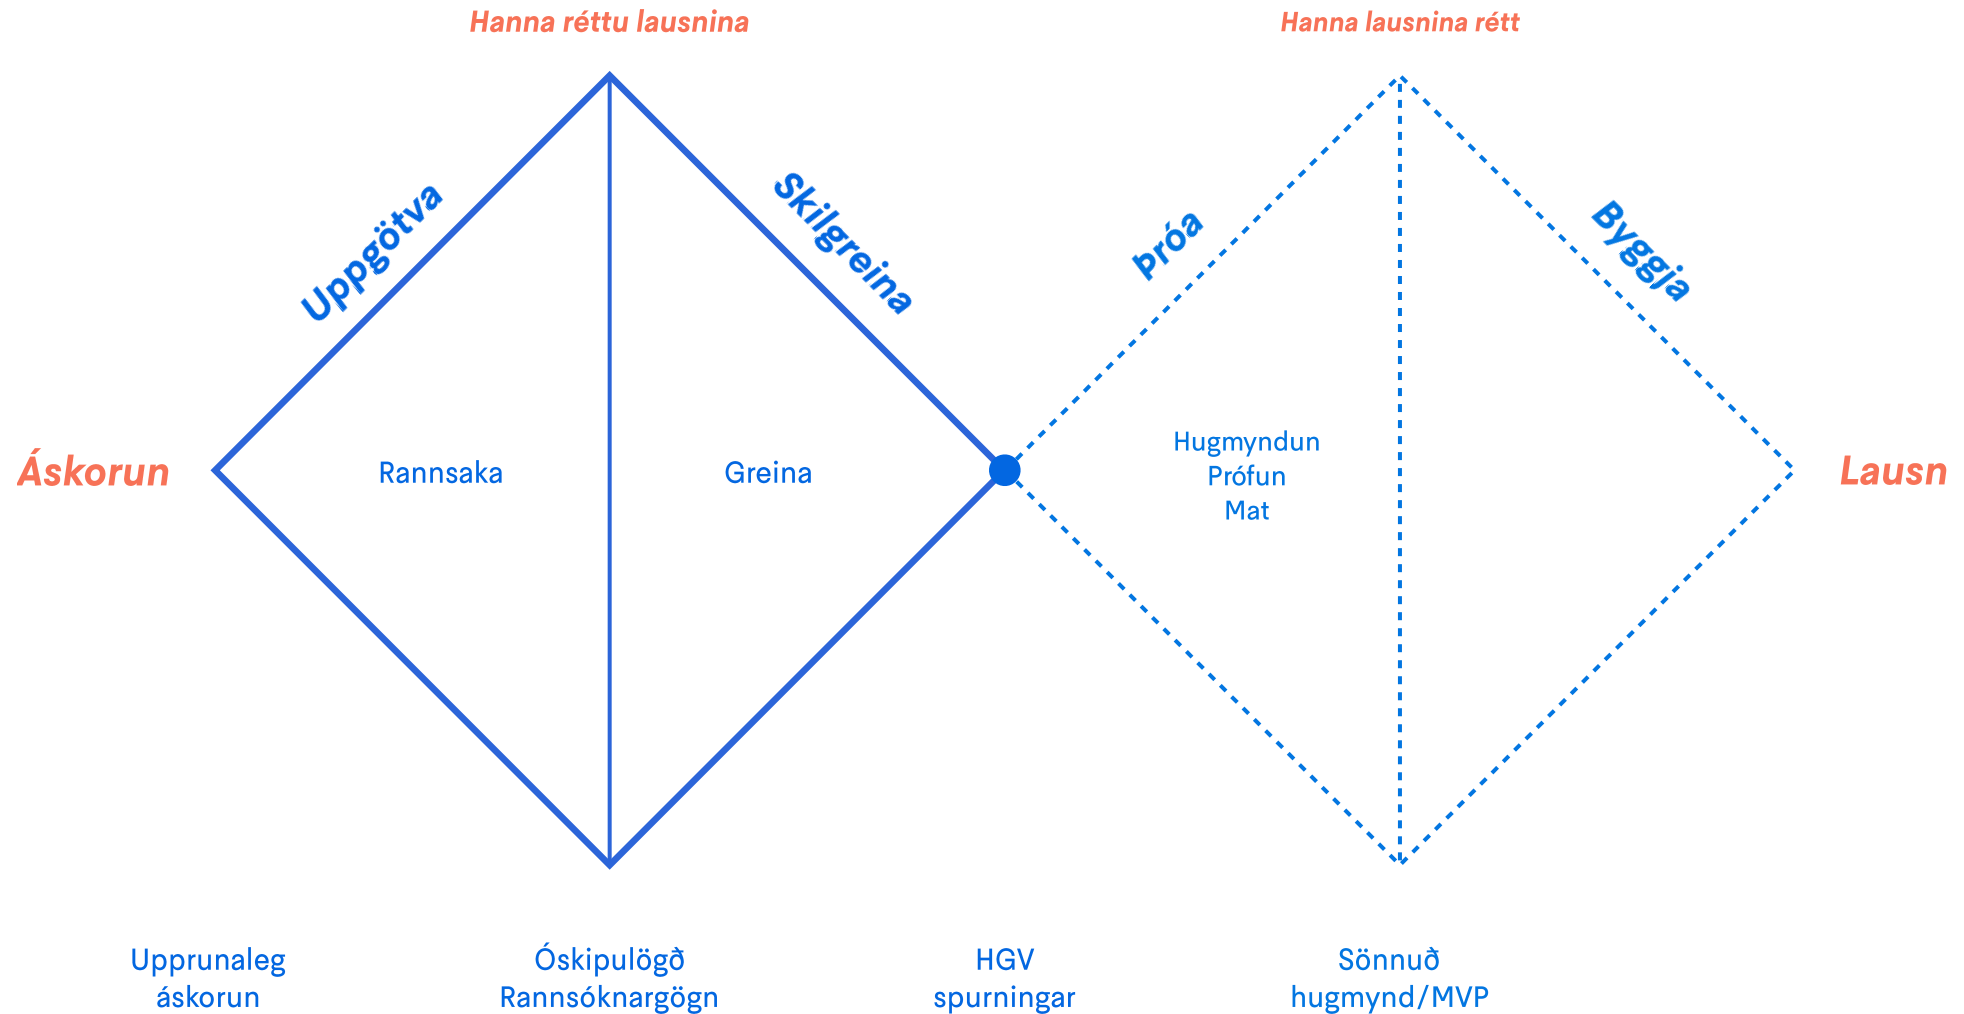 Hanna réttu lausnina
Hanna lausnina rétt
Uppgötva
Skilgreina
Þróa
Byggja
Áskorun
Rannsaka
Greina
Hugmyndun
Prófun
Mat
Lausn
Upprunaleg
áskorun
Óskipulögð
Rannsóknargögn
HGV
spurningar
Sönnuð
hugmynd/MVP